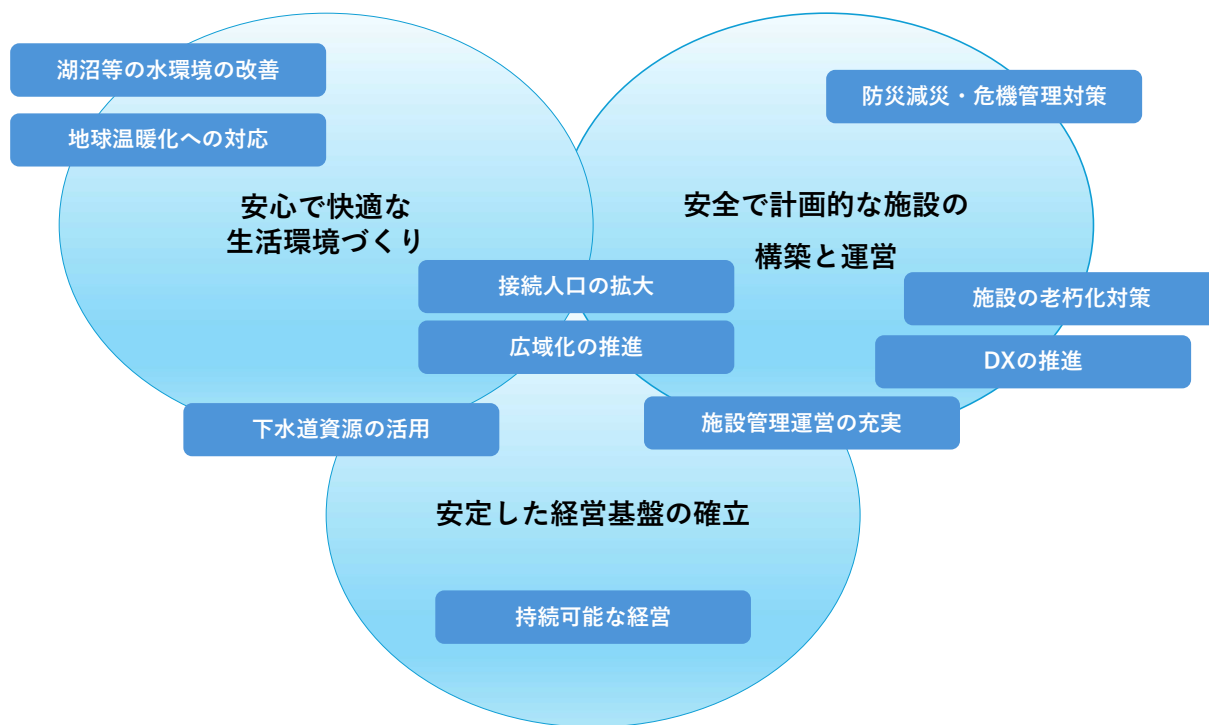 湖沼等の水環境の改善
地球温暖化への対応
防災減災・危機管理対策
安心で快適な
生活環境づくり
安全で計画的な施設の
構築と運営
接続人口の拡大
広域化の推進
施設の老朽化対策
DXの推進
下水道資源の活用
施設管理運営の充実
安定した経営基盤の確立
持続可能な経営